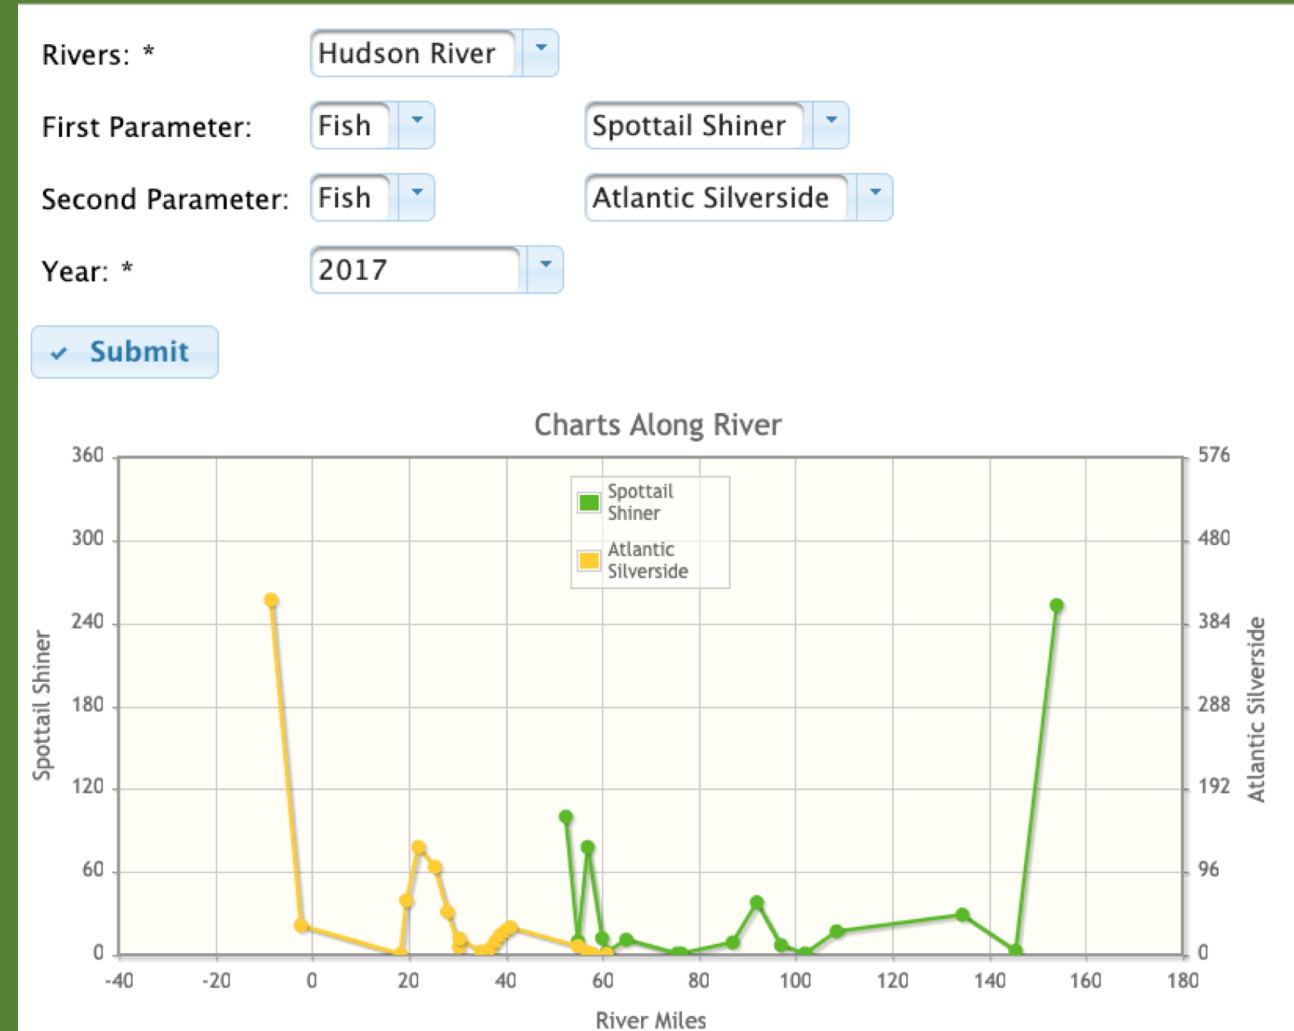 Rivers: * Hudson River
First Parameter: Fish Spottail Shiner
Second Parameter: Fish Atlantic Silverside
Year: * 2017
Submit
Charts Along River
360 576
Spottail
Shiner
300 480
Atlantic
Silverside
240 384
180 288
120 192
60 96
0 0
Spottail Shiner
Atlantic Silverside
-40 -20 0 20 40 60 80 100 120 140 160 180
River Miles